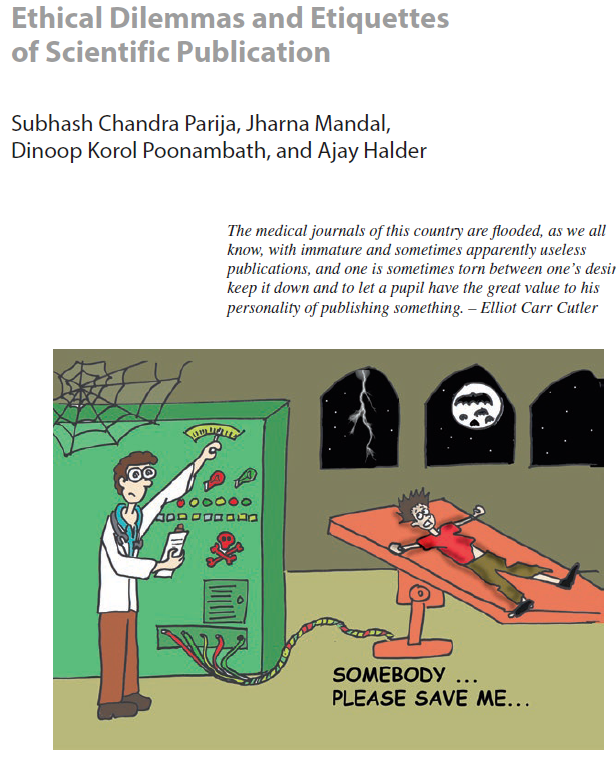 Ethical Dilemmas and Etiquettes
of Scientific Publication
Subhash Chandra Parija, Jharna Mandal,
Dinoop Korol Poonambath, and Ajay Halder
The medical journals of this country are flooded, as we all
know, with immature and sometimes apparently useless
publications, and one is sometimes torn between one’s desir
keep it down and to let a pupil have the great value to his
personality of publishing something. – Elliot Carr Cutler
SOMEBODY ...
PLEASE SAVE ME...